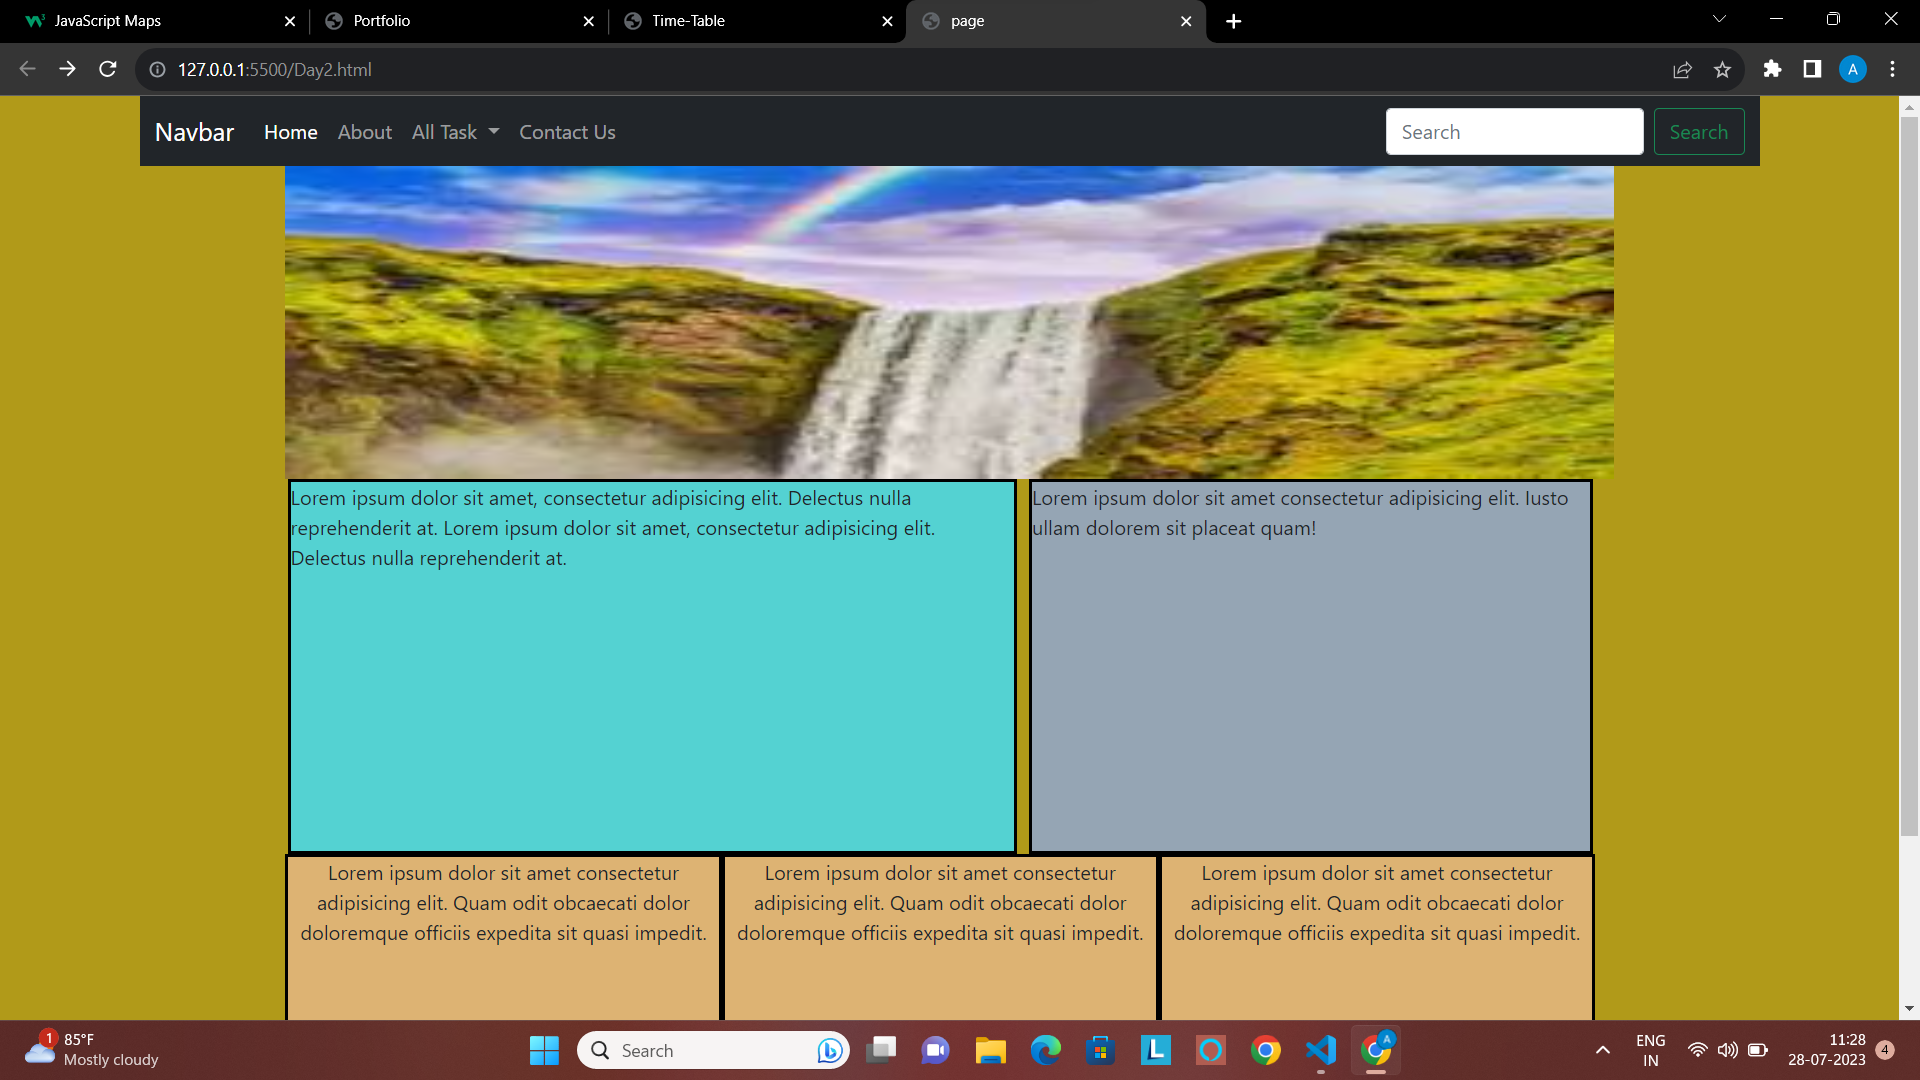 JavaScript Maps
Portfolio
Time-Table
page
127.0.0.1:5500/Day2.html
A
Navbar
Home
About
All Task
Contact Us
Search
Search
Lorem ipsum dolor sit amet, consectetur adipisicing elit. Delectus nulla
reprehenderit at. Lorem ipsum dolor sit amet, consectetur adipisicing elit.
Delectus nulla reprehenderit at.
Lorem ipsum dolor sit amet consectetur adipisicing elit. Iusto
ullam dolorem sit placeat quam!
Lorem ipsum dolor sit amet consectetur
adipisicing elit. Quam odit obcaecati dolor
doloremque officiis expedita sit quasi impedit.
Lorem ipsum dolor sit amet consectetur
adipisicing elit. Quam odit obcaecati dolor
doloremque officiis expedita sit quasi impedit.
Lorem ipsum dolor sit amet consectetur
adipisicing elit. Quam odit obcaecati dolor
doloremque officiis expedita sit quasi impedit.
1
85°F
Mostly cloudy
Search
L
A
ENG
IN
11:28
28-07-2023
4